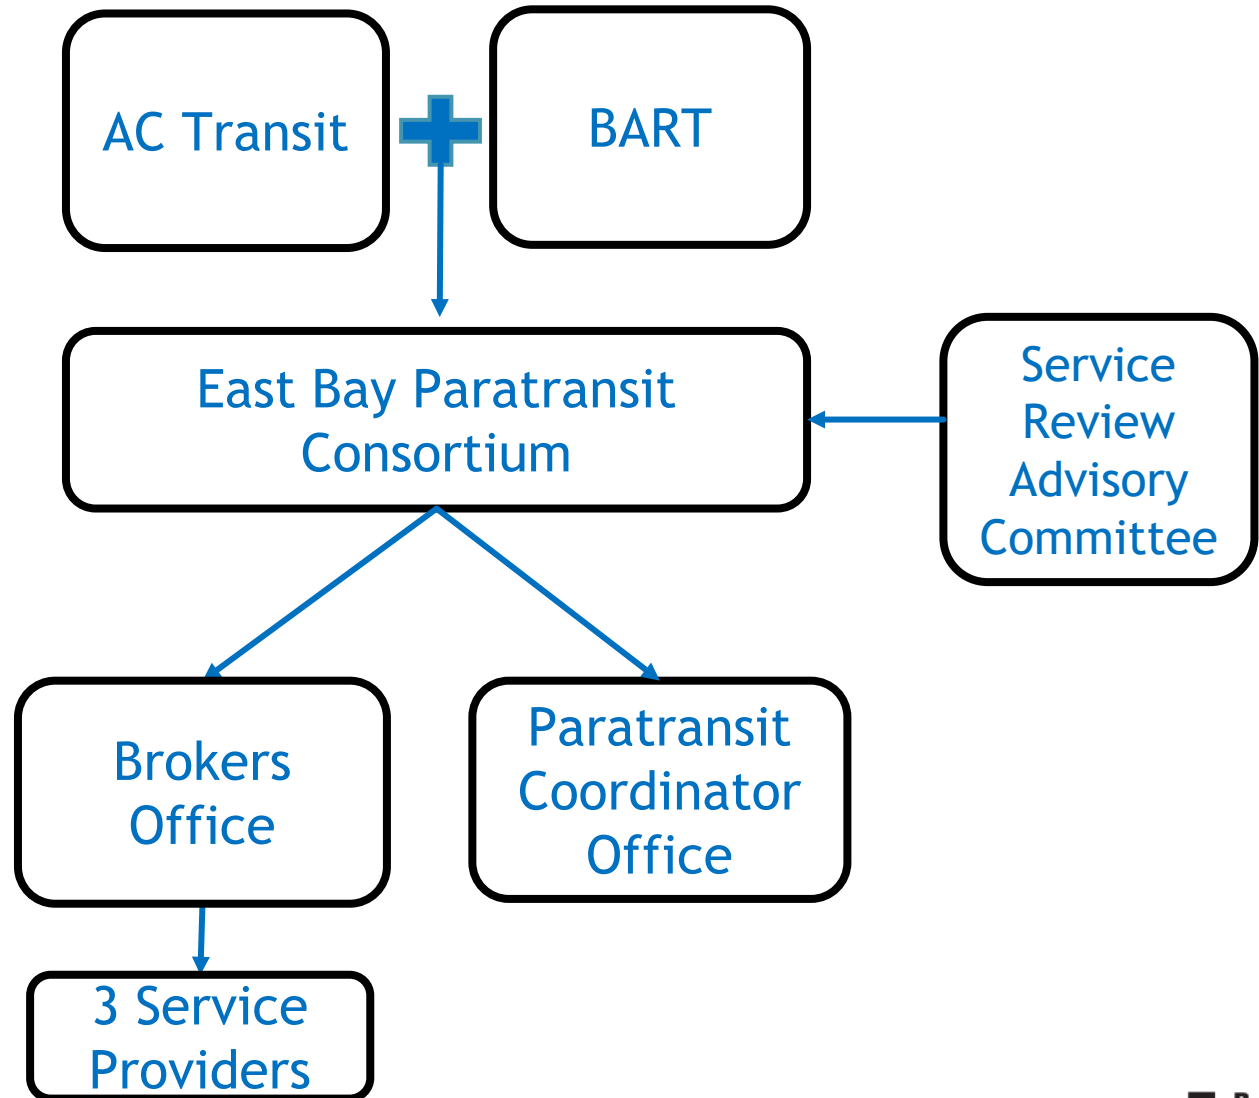 AC Transit
BART
East Bay Paratransit
Consortium
Service
Review
Advisory
Committee
Brokers
Office
Paratransit
Coordinator
Office
3 Service
Providers